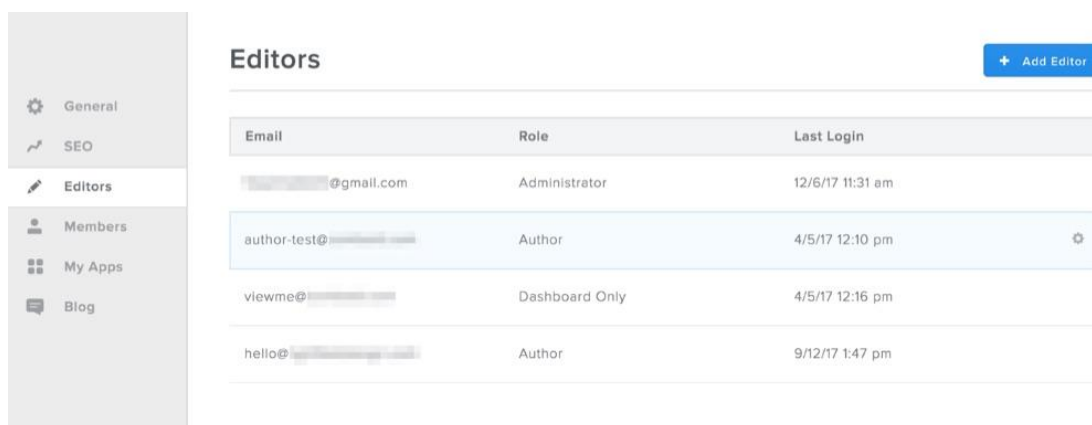 Editors
+ Add Editor
General
SEO
Editors
Members
My Apps
Blog
Email Role Last Login
@gmail.com Administrator 12/6/17 11:31 am
author-test@ Author 4/5/17 12:10 pm
viewme@ Dashboard Only 4/5/17 12:16 pm
hello@ Author 9/12/17 1:47 pm